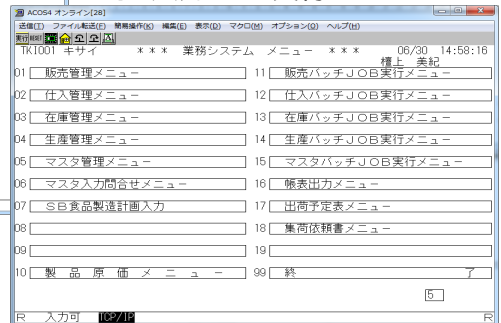 ACOS4 オンライン[28]
送信(T) ファイル転送(F) 簡易操作(K) 編集(E) 表示(D) マクロ(M) オプション(O) ヘルプ(H)
実行 RESET
TKI001 キサイ ＊＊＊ 業務システム メニュー ＊＊＊ 06/30 14:58:16
檀上 美紀
01 販売管理メニュー 11 販売バッチＪＯＢ実行メニュー
02 仕入管理メニュー 12 仕入バッチＪＯＢ実行メニュー
03 在庫管理メニュー 13 在庫バッチＪＯＢ実行メニュー
04 生産管理メニュー 14 生産バッチＪＯＢ実行メニュー
05 マスタ管理メニュー 15 マスタバッチＪＯＢ実行メニュー
06 マスタ入力問合せメニュー 16 帳表出力メニュー
07 ＳＢ食品製造計画入力 17 出荷予定表メニュー
08 18 集荷依頼書メニュー
09 19
10 製 品 原 価 メ ニ ュ ー 99 終 了
5
R 入力可 TCP/IP R